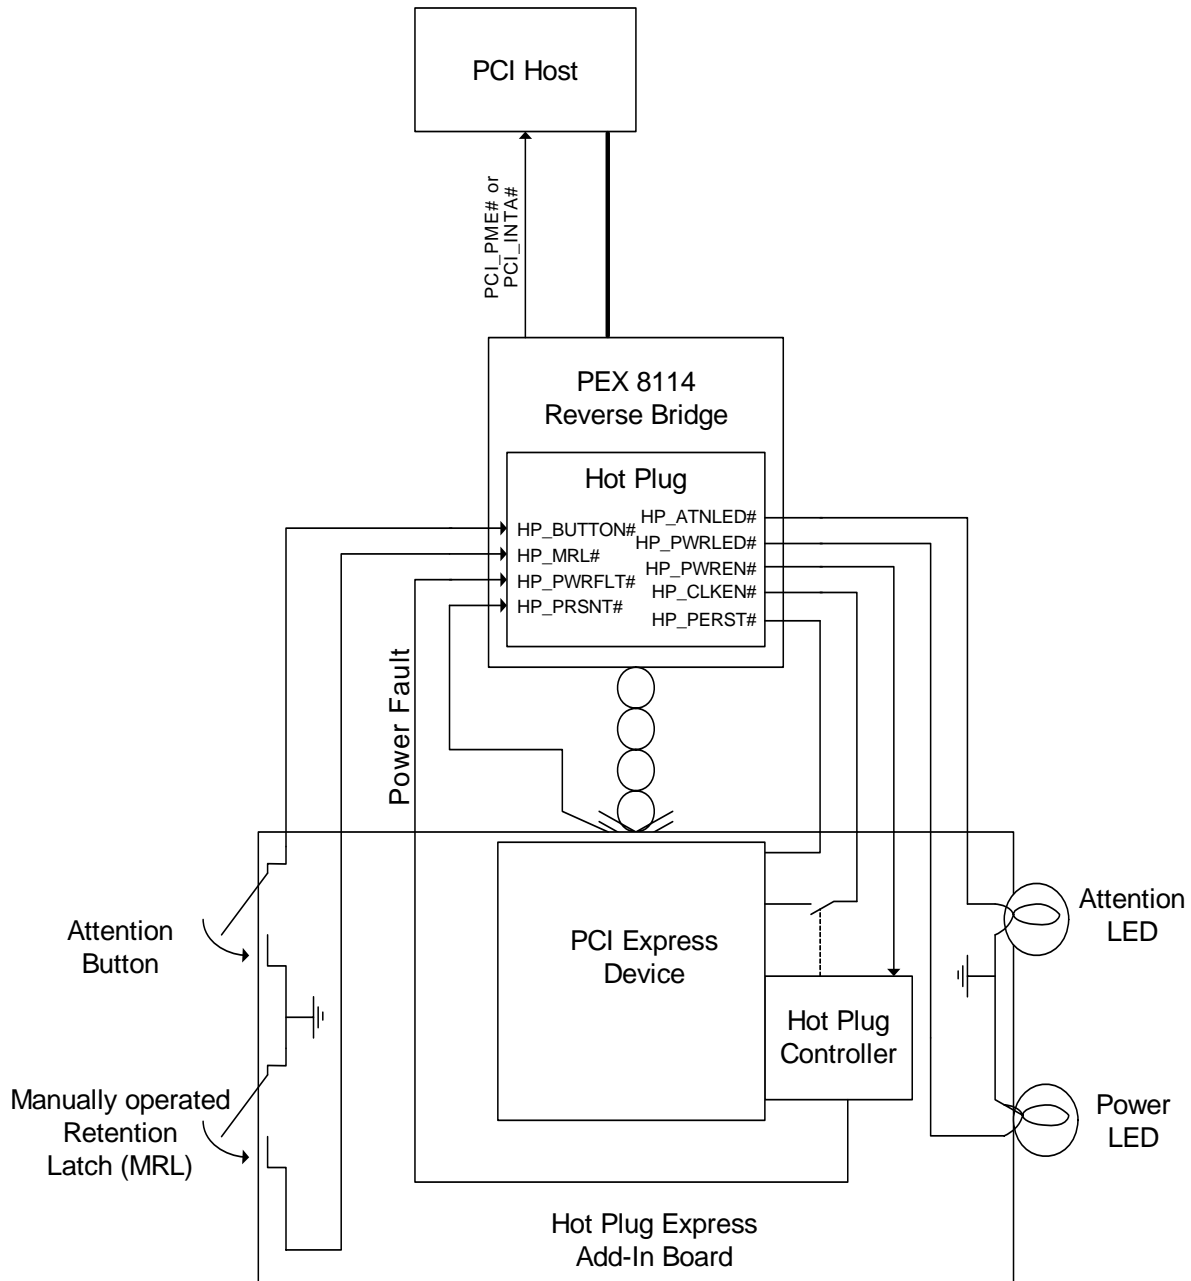 PCI Host
PCI_PME# or
PCI_INTA#
PEX 8114
Reverse Bridge
Hot Plug
HP_BUTTON#
HP_MRL#
HP_PWRFLT#
HP_PRSNT#
HP_ATNLED#
HP_PWRLED#
HP_PWREN#
HP_CLKEN#
HP_PERST#
Power Fault
Attention
Button
PCI Express
Device
Attention
LED
Hot Plug
Controller
Manually operated
Retention
Latch (MRL)
Power
LED
Hot Plug Express
Add-In Board